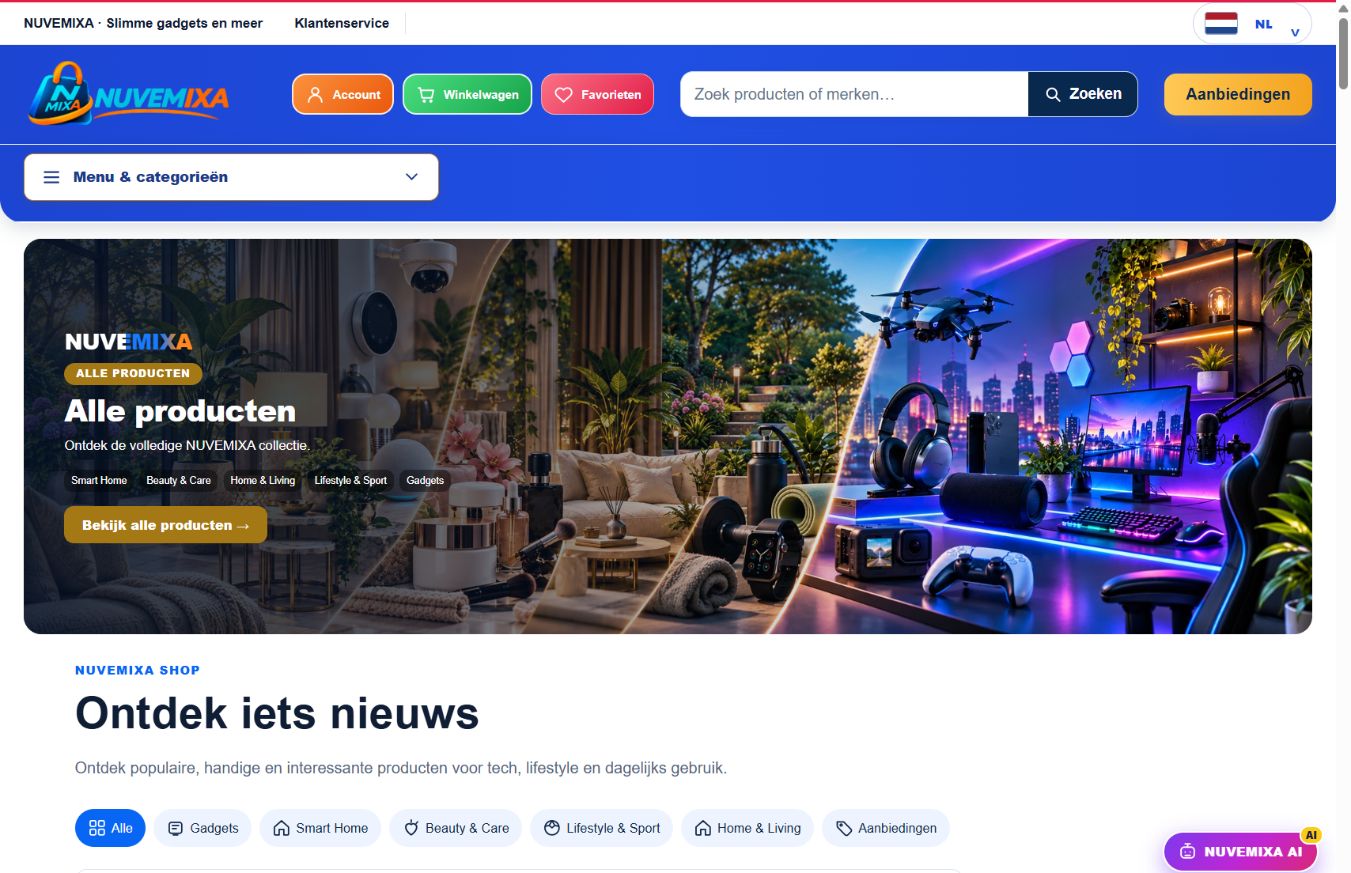 NUVEMIXA · Slimme gadgets en meer
Klantenservice
NL
v
N
MIXA
NUVEMIXA
Account
Winkelwagen
Favorieten
Zoek producten of merken…
Zoeken
Aanbiedingen
Menu & categorieën
NUVEMIXA
ALLE PRODUCTEN
Alle producten
Ontdek de volledige NUVEMIXA collectie.
Smart Home
Beauty & Care
Home & Living
Lifestyle & Sport
Gadgets
Bekijk alle producten →
NUVEMIXA SHOP
Ontdek iets nieuws
Ontdek populaire, handige en interessante producten voor tech, lifestyle en dagelijks gebruik.
Alle
Gadgets
Smart Home
Beauty & Care
Lifestyle & Sport
Home & Living
Aanbiedingen
AI
NUVEMIXA AI